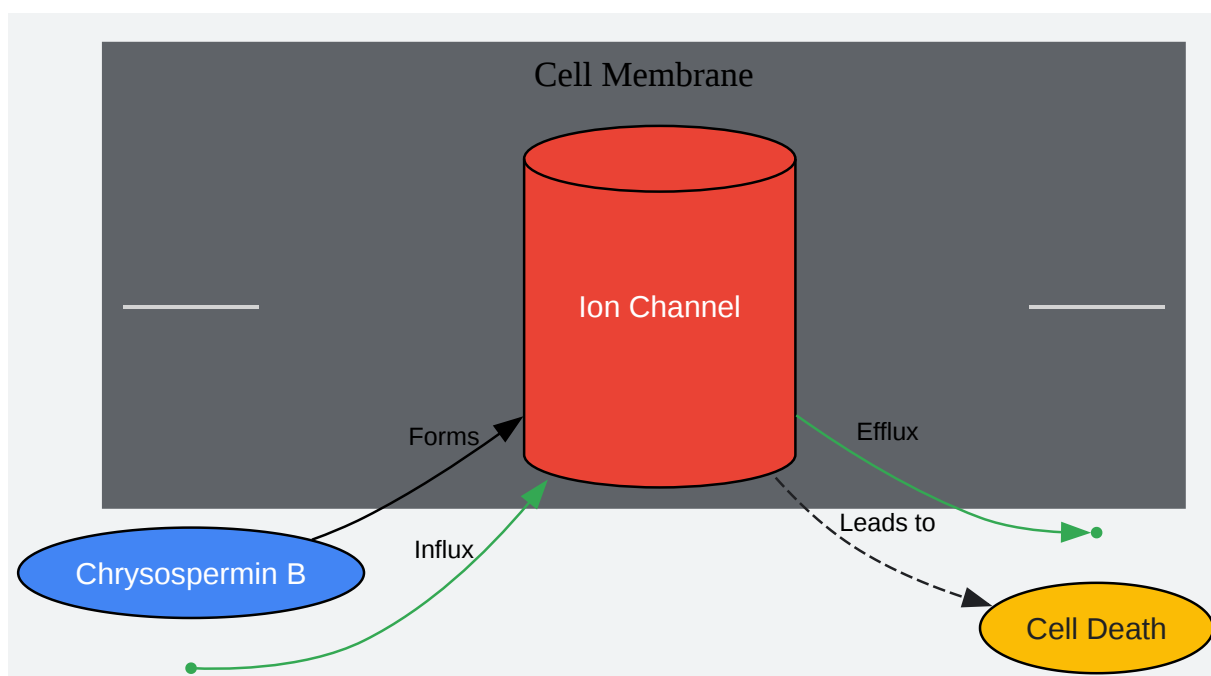 Cell Membrane
Ion Channel
Forms
Efflux
Leads to
Influx
Chrysospermin B
Cell Death